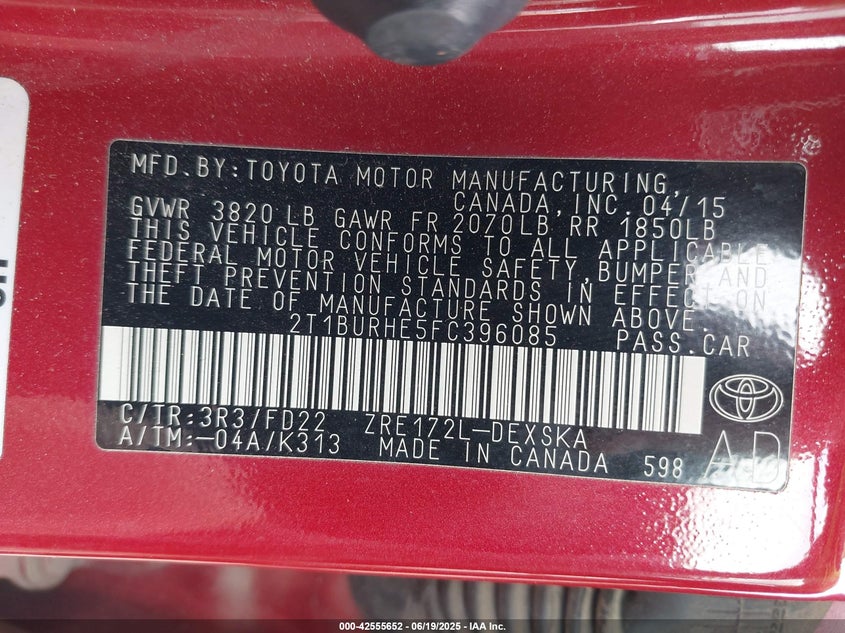 MFD.BY:TOYOTA MOTOR MANUFACTURING,
CANADA, INC. 04/15
GVWR 3820 LB GAWR FR 2070LB RR 1850LB
THIS VEHICLE CONFORMS TO ALL APPLICABLE
FEDERAL MOTOR VEHICLE SAFETY, BUMPER AND
THEFT PREVENTION STANDARDS IN EFFECT ON
THE DATE OF MANUFACTURE SHOWN ABOVE.
2T1BURHE5FC396085 PASS.CAR
C/TR:3R3/FD22 ZRE172L-DEXSKA
A/TM:-04A/K313 MADE IN CANADA 598 AD
000-42555652 / 06/19/2025 / IAA Inc.